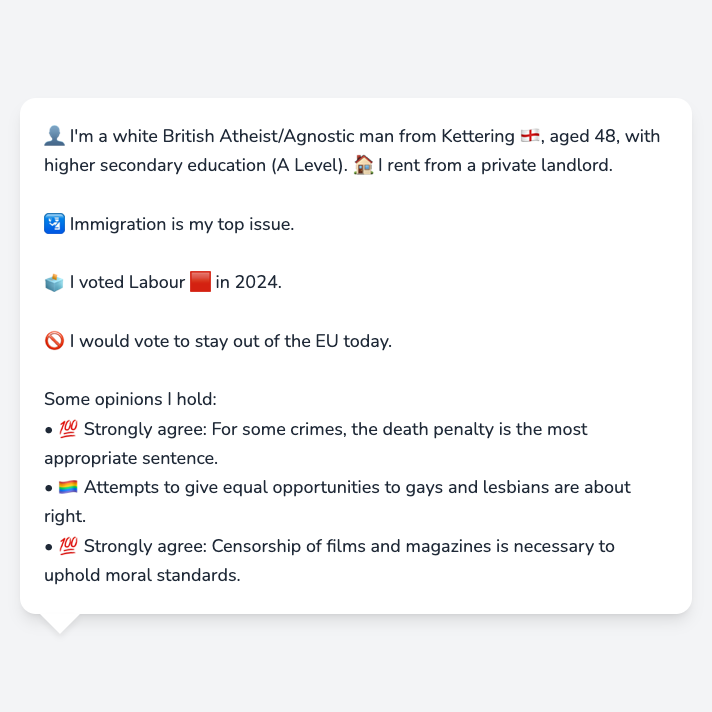 👤 I'm a white British Atheist/Agnostic man from Kettering 🏴󠁧󠁢󠁥󠁮󠁧󠁿, aged 48, with
higher secondary education (A Level). 🏠 I rent from a private landlord.
🛂 Immigration is my top issue.
🗳️ I voted Labour 🟥 in 2024.
🚫 I would vote to stay out of the EU today.
Some opinions I hold:
• 💯 Strongly agree: For some crimes, the death penalty is the most
appropriate sentence.
• 🏳️‍🌈 Attempts to give equal opportunities to gays and lesbians are about
right.
• 💯 Strongly agree: Censorship of films and magazines is necessary to
uphold moral standards.